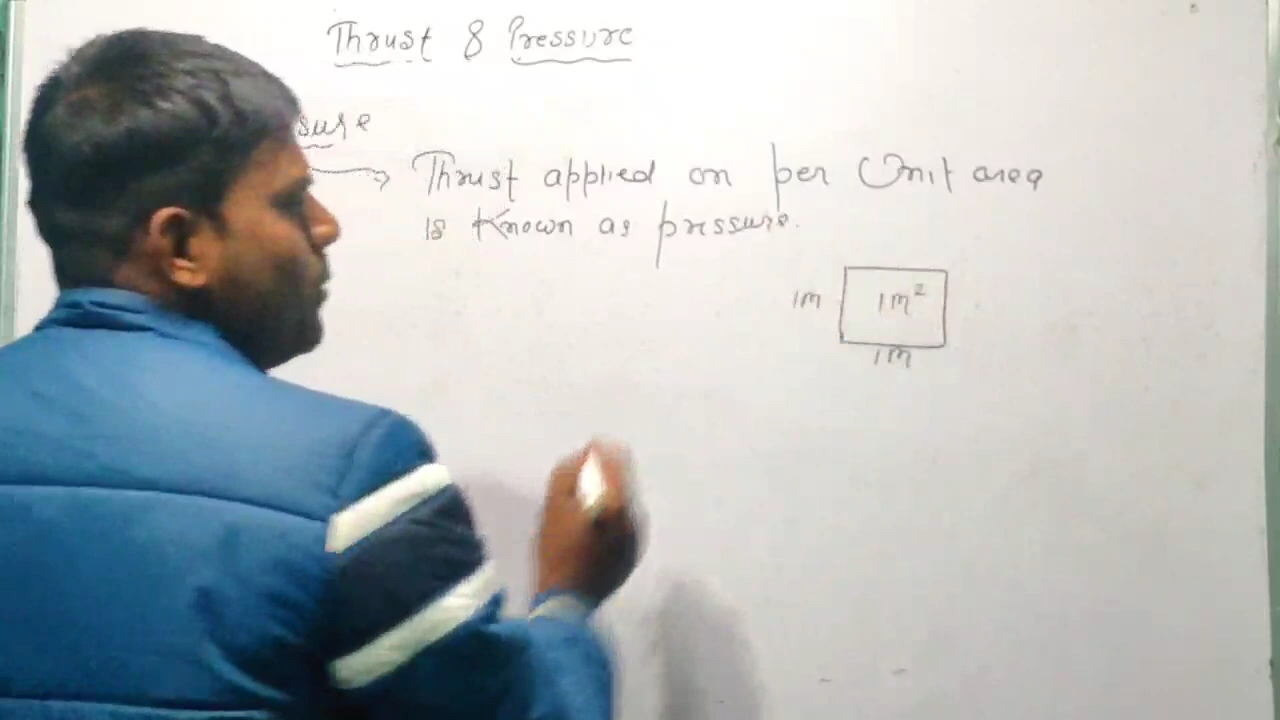 Thrust & Pressure
sure
→ Thrust applied on per Unit area
is Known as pressure.
1m 1m²
1m